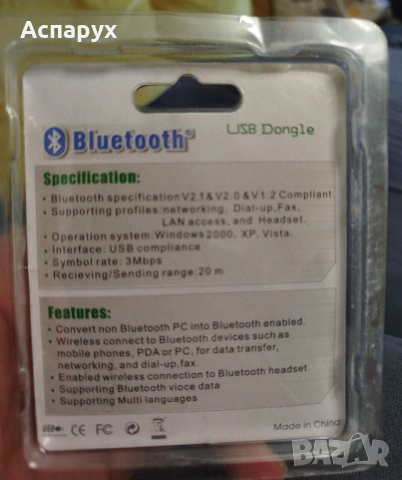 Аспарух
Bluetooth® USB Dongle
Specification:
• Bluetooth specification V2.1 & V2.0 & V1.2 Compliant.
• Supporting profiles:networking, Dial-up,Fax,
LAN access, and Headset.
• Operation system: Windows2000, XP, Vista.
• Interface: USB compliance
• Symbol rate: 3Mbps
• Recieving/Sending range: 20 m
Features:
• Convert non Bluetooth PC into Bluetooth enabled.
• Wireless connect to Bluetooth devices such as
mobile phones, PDA or PC, for data transfer,
networking, and dial-up,fax.
• Enabled wireless connection to Bluetooth headset.
• Supporting Bluetooth vioce data
• Supporting Multi languages
CE FC
Made in China
BAZAR